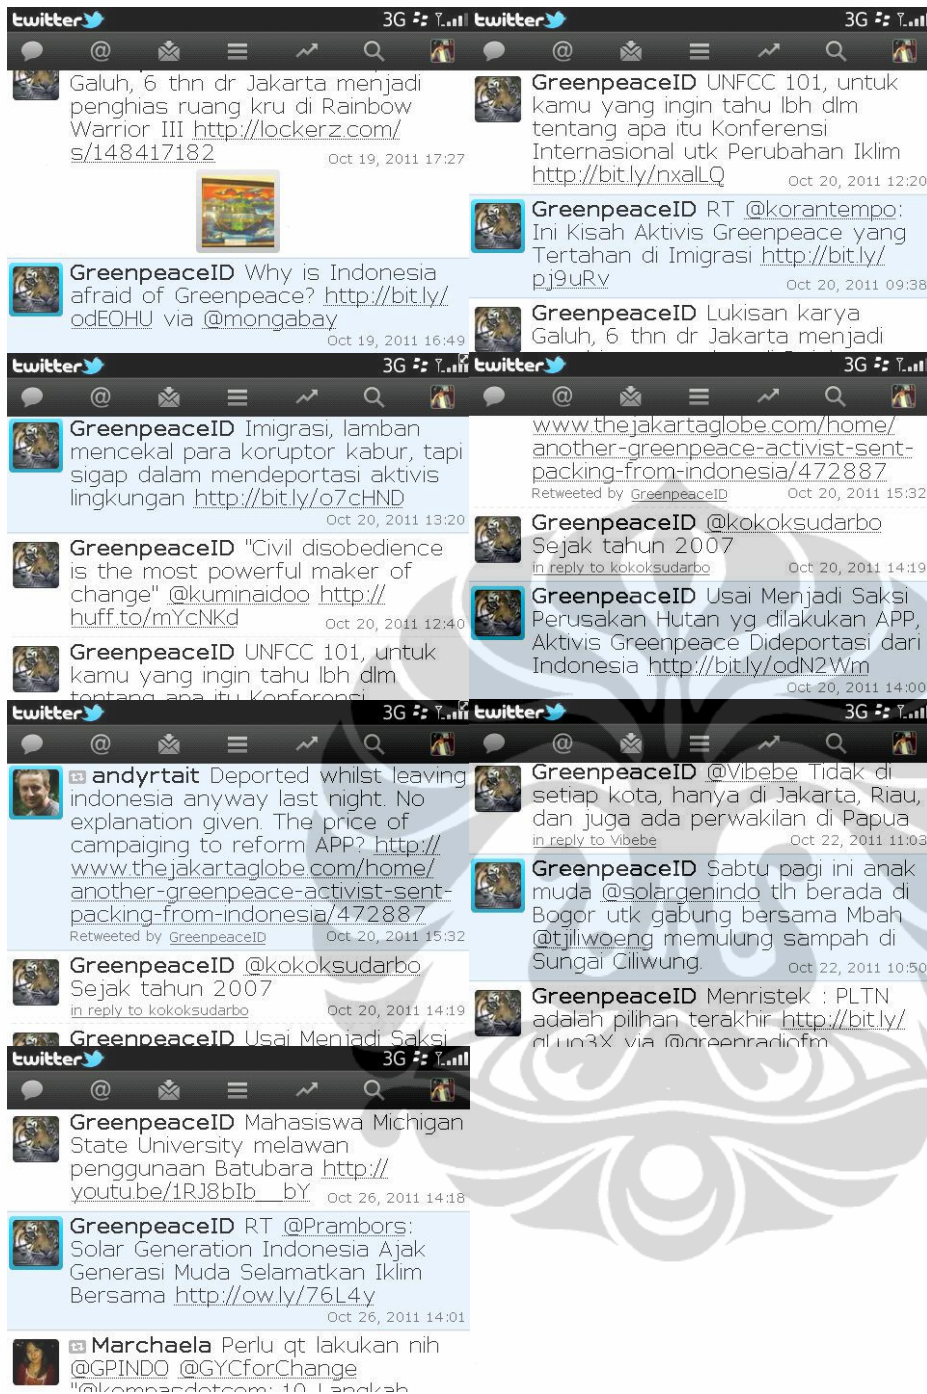 twitter 3G
Galuh, 6 thn dr Jakarta menjadi
penghias ruang kru di Rainbow
Warrior III http://lockerz.com/
s/148417182
Oct 19, 2011 17:27
GreenpeaceID Why is Indonesia
afraid of Greenpeace? http://bit.ly/
odEOHU via @mongabay
Oct 19, 2011 16:49
twitter 3G
GreenpeaceID UNFCC 101, untuk
kamu yang ingin tahu lbh dlm
tentang apa itu Konferensi
Internasional utk Perubahan Iklim
http://bit.ly/nxalLQ
Oct 20, 2011 12:20
GreenpeaceID RT @korantempo:
Ini Kisah Aktivis Greenpeace yang
Tertahan di Imigrasi http://bit.ly/
pj9uRv
Oct 20, 2011 09:38
GreenpeaceID Lukisan karya
Galuh, 6 thn dr Jakarta menjadi
twitter 3G
GreenpeaceID Imigrasi, lamban
mencekal para koruptor kabur, tapi
sigap dalam mendeportasi aktivis
lingkungan http://bit.ly/o7cHND
Oct 20, 2011 13:20
GreenpeaceID "Civil disobedience
is the most powerful maker of
change" @kuminaidoo http://
huff.to/mYcNKd
Oct 20, 2011 12:40
GreenpeaceID UNFCC 101, untuk
kamu yang ingin tahu lbh dlm
tentang apa itu Konferensi
twitter 3G
www.thejakartaglobe.com/home/
another-greenpeace-activist-sent-
packing-from-indonesia/472887
Retweeted by GreenpeaceID Oct 20, 2011 15:32
GreenpeaceID @kokoksudarbo
Sejak tahun 2007
in reply to kokoksudarbo Oct 20, 2011 14:19
GreenpeaceID Usai Menjadi Saksi
Perusakan Hutan yg dilakukan APP,
Aktivis Greenpeace Dideportasi dari
Indonesia http://bit.ly/odN2Wm
Oct 20, 2011 14:00
twitter 3G
andyrtait Deported whilst leaving
indonesia anyway last night. No
explanation given. The price of
campaiging to reform APP? http://
www.thejakartaglobe.com/home/
another-greenpeace-activist-sent-
packing-from-indonesia/472887
Retweeted by GreenpeaceID Oct 20, 2011 15:32
GreenpeaceID @kokoksudarbo
Sejak tahun 2007
in reply to kokoksudarbo Oct 20, 2011 14:19
GreenpeaceID Usai Menjadi Saksi
twitter 3G
GreenpeaceID @Vibebe Tidak di
setiap kota, hanya di Jakarta, Riau,
dan juga ada perwakilan di Papua
in reply to Vibebe Oct 22, 2011 11:03
GreenpeaceID Sabtu pagi ini anak
muda @solargenindo tlh berada di
Bogor utk gabung bersama Mbah
@tjiliwoeng memulung sampah di
Sungai Ciliwung.
Oct 22, 2011 10:50
GreenpeaceID Menristek : PLTN
adalah pilihan terakhir http://bit.ly/
via @greenradiofm
twitter 3G
GreenpeaceID Mahasiswa Michigan
State University melawan
penggunaan Batubara http://
youtu.be/1RJ8bIb__bY
Oct 26, 2011 14:18
GreenpeaceID RT @Prambors:
Solar Generation Indonesia Ajak
Generasi Muda Selamatkan Iklim
Bersama http://ow.ly/76L4y
Oct 26, 2011 14:01
Marchaela Perlu qt lakukan nih
@GPINDO @GYCforChange
"@kompasdotcom: 10 Langkah